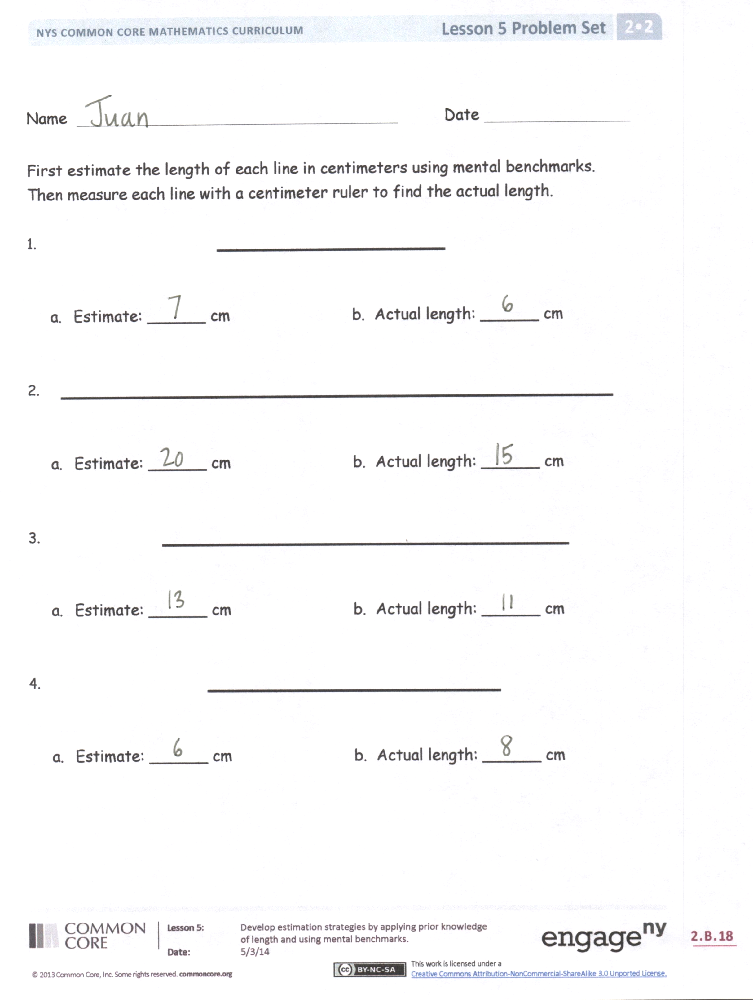 NYS COMMON CORE MATHEMATICS CURRICULUM Lesson 5 Problem Set 2•2
Name Juan Date
First estimate the length of each line in centimeters using mental benchmarks.
Then measure each line with a centimeter ruler to find the actual length.
1.
a. Estimate: 7 cm b. Actual length: 6 cm
2.
a. Estimate: 20 cm b. Actual length: 15 cm
3.
a. Estimate: 13 cm b. Actual length: 11 cm
4.
a. Estimate: 6 cm b. Actual length: 8 cm
COMMON CORE
Lesson 5: Develop estimation strategies by applying prior knowledge
of length and using mental benchmarks.
Date: 5/3/14
engage ny
2.B.18
© 2013 Common Core, Inc. Some rights reserved. commoncore.org
cc BY-NC-SA
This work is licensed under a
Creative Commons Attribution-NonCommercial-ShareAlike 3.0 Unported License.